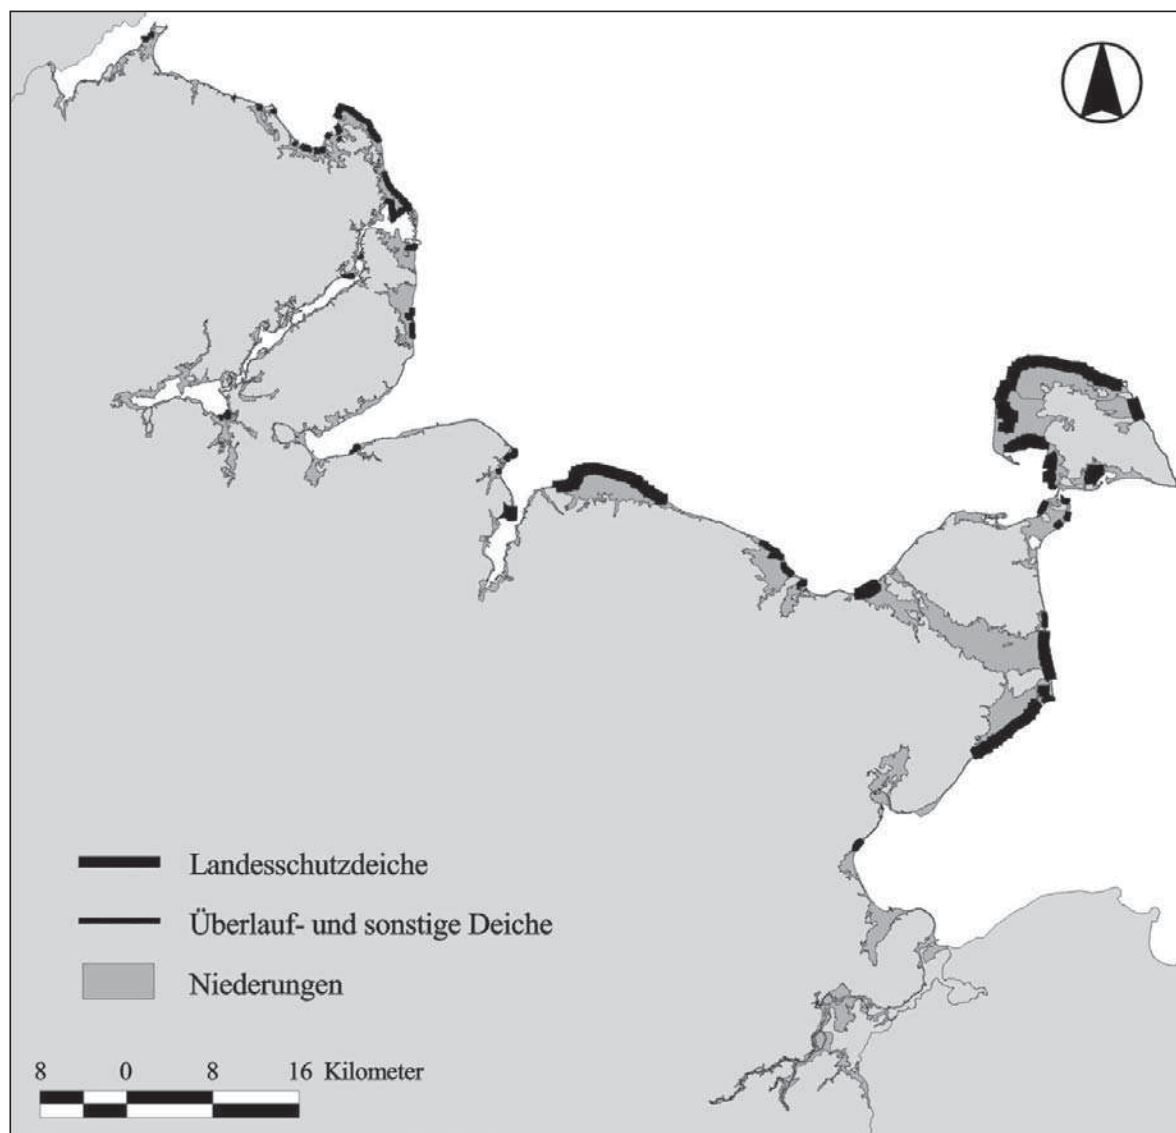 Landesschutzdeiche
Überlauf- und sonstige Deiche
Niederungen
8 0 8 16 Kilometer